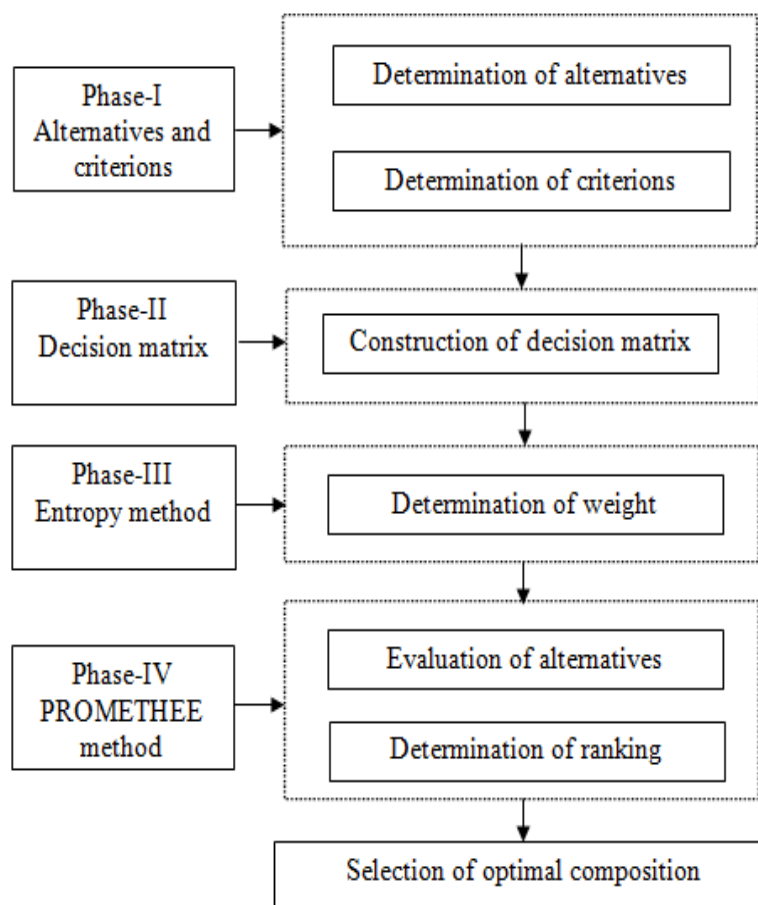 Phase-I
Alternatives and
criterions
Determination of alternatives
Determination of criterions
Phase-II
Decision matrix
Construction of decision matrix
Phase-III
Entropy method
Determination of weight
Phase-IV
PROMETHEE
method
Evaluation of alternatives
Determination of ranking
Selection of optimal composition